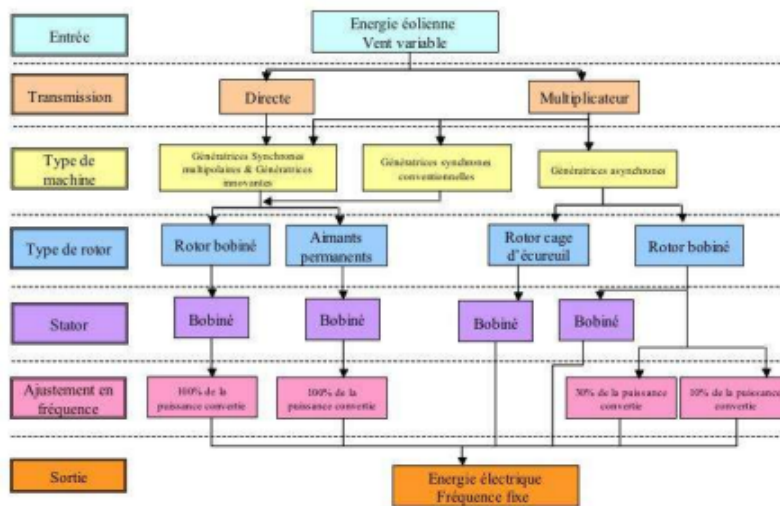 Entrée
Energie éolienne
Vent variable
Transmission
Directe
Multiplicateur
Type de
machine
Génératrices Synchrones
multipolaires & Génératrices
innovantes
Génératrices synchrones
conventionnelles
Génératrices asynchrones
Type de rotor
Rotor bobiné
Aimants
permanents
Rotor cage
d'écureuil
Rotor bobiné
Stator
Bobiné
Bobiné
Bobiné
Bobiné
Ajustement en
fréquence
100% de la
puissance convertie
100% de la
puissance convertie
30% de la puissance
convertie
10% de la puissance
convertie
Sortie
Energie électrique
Fréquence fixe